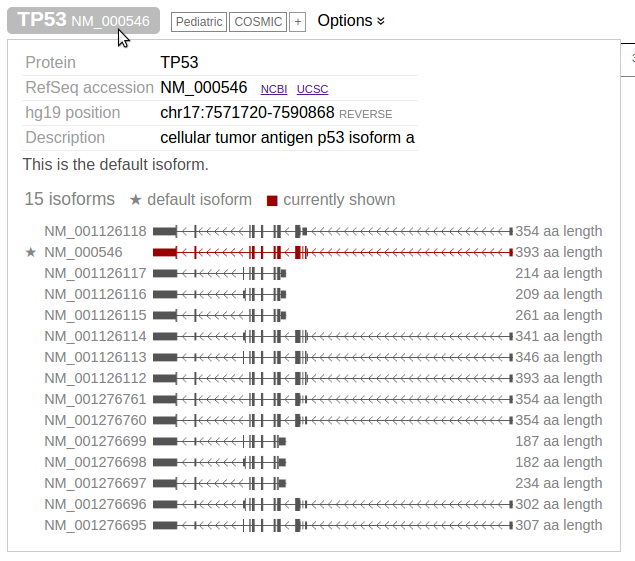 TP53 NM_000546 Pediatric COSMIC + Options
Protein TP53
RefSeq accession NM_000546 NCBI UCSC
hg19 position chr17:7571720-7590868 REVERSE
Description cellular tumor antigen p53 isoform a
This is the default isoform.
15 isoforms ★ default isoform ■ currently shown
NM_001126118 354 aa length
★ NM_000546 393 aa length
NM_001126117 214 aa length
NM_001126116 209 aa length
NM_001126115 261 aa length
NM_001126114 341 aa length
NM_001126113 346 aa length
NM_001126112 393 aa length
NM_001276761 354 aa length
NM_001276760 354 aa length
NM_001276699 187 aa length
NM_001276698 182 aa length
NM_001276697 234 aa length
NM_001276696 302 aa length
NM_001276695 307 aa length